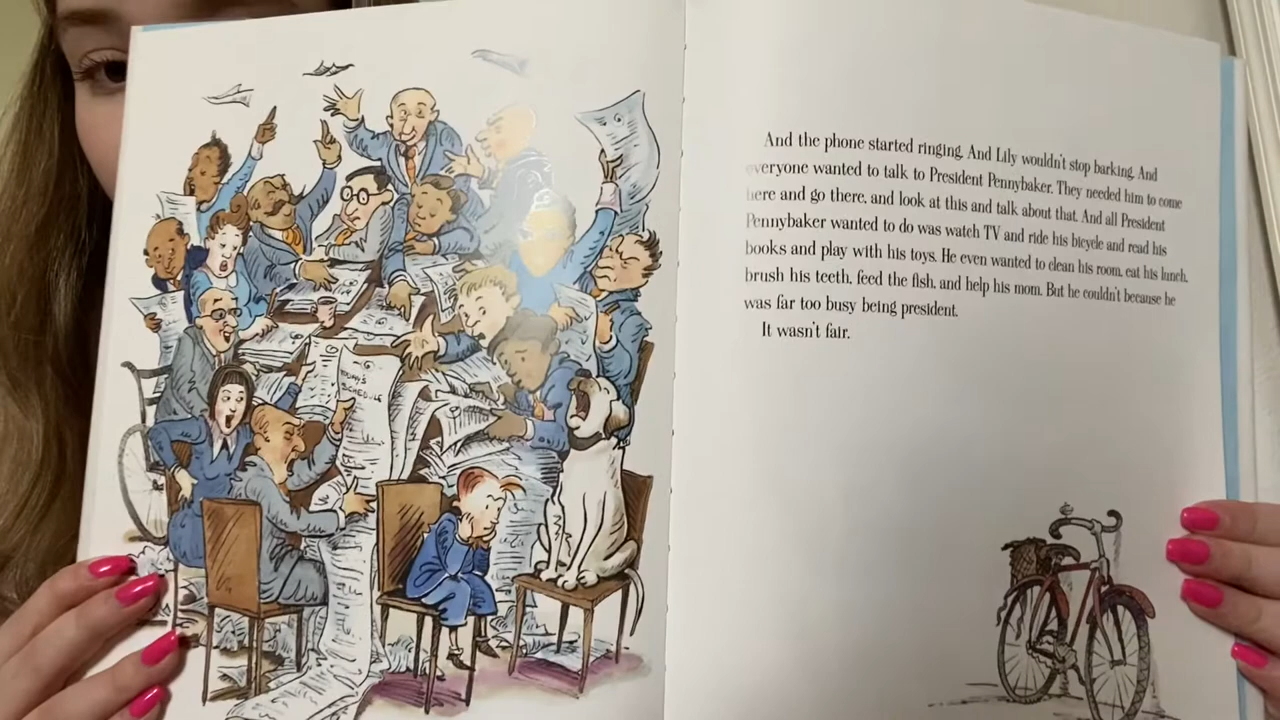 TODAY'S
SCHEDULE
And the phone started ringing. And Lily wouldn't stop barking. And
everyone wanted to talk to President Pennybaker. They needed him to come
here and go there, and look at this and talk about that. And all President
Pennybaker wanted to do was watch TV and ride his bicycle and read his
books and play with his toys. He even wanted to clean his room, eat his lunch,
brush his teeth, feed the fish, and help his mom. But he couldn't because he
was far too busy being president.
It wasn't fair.